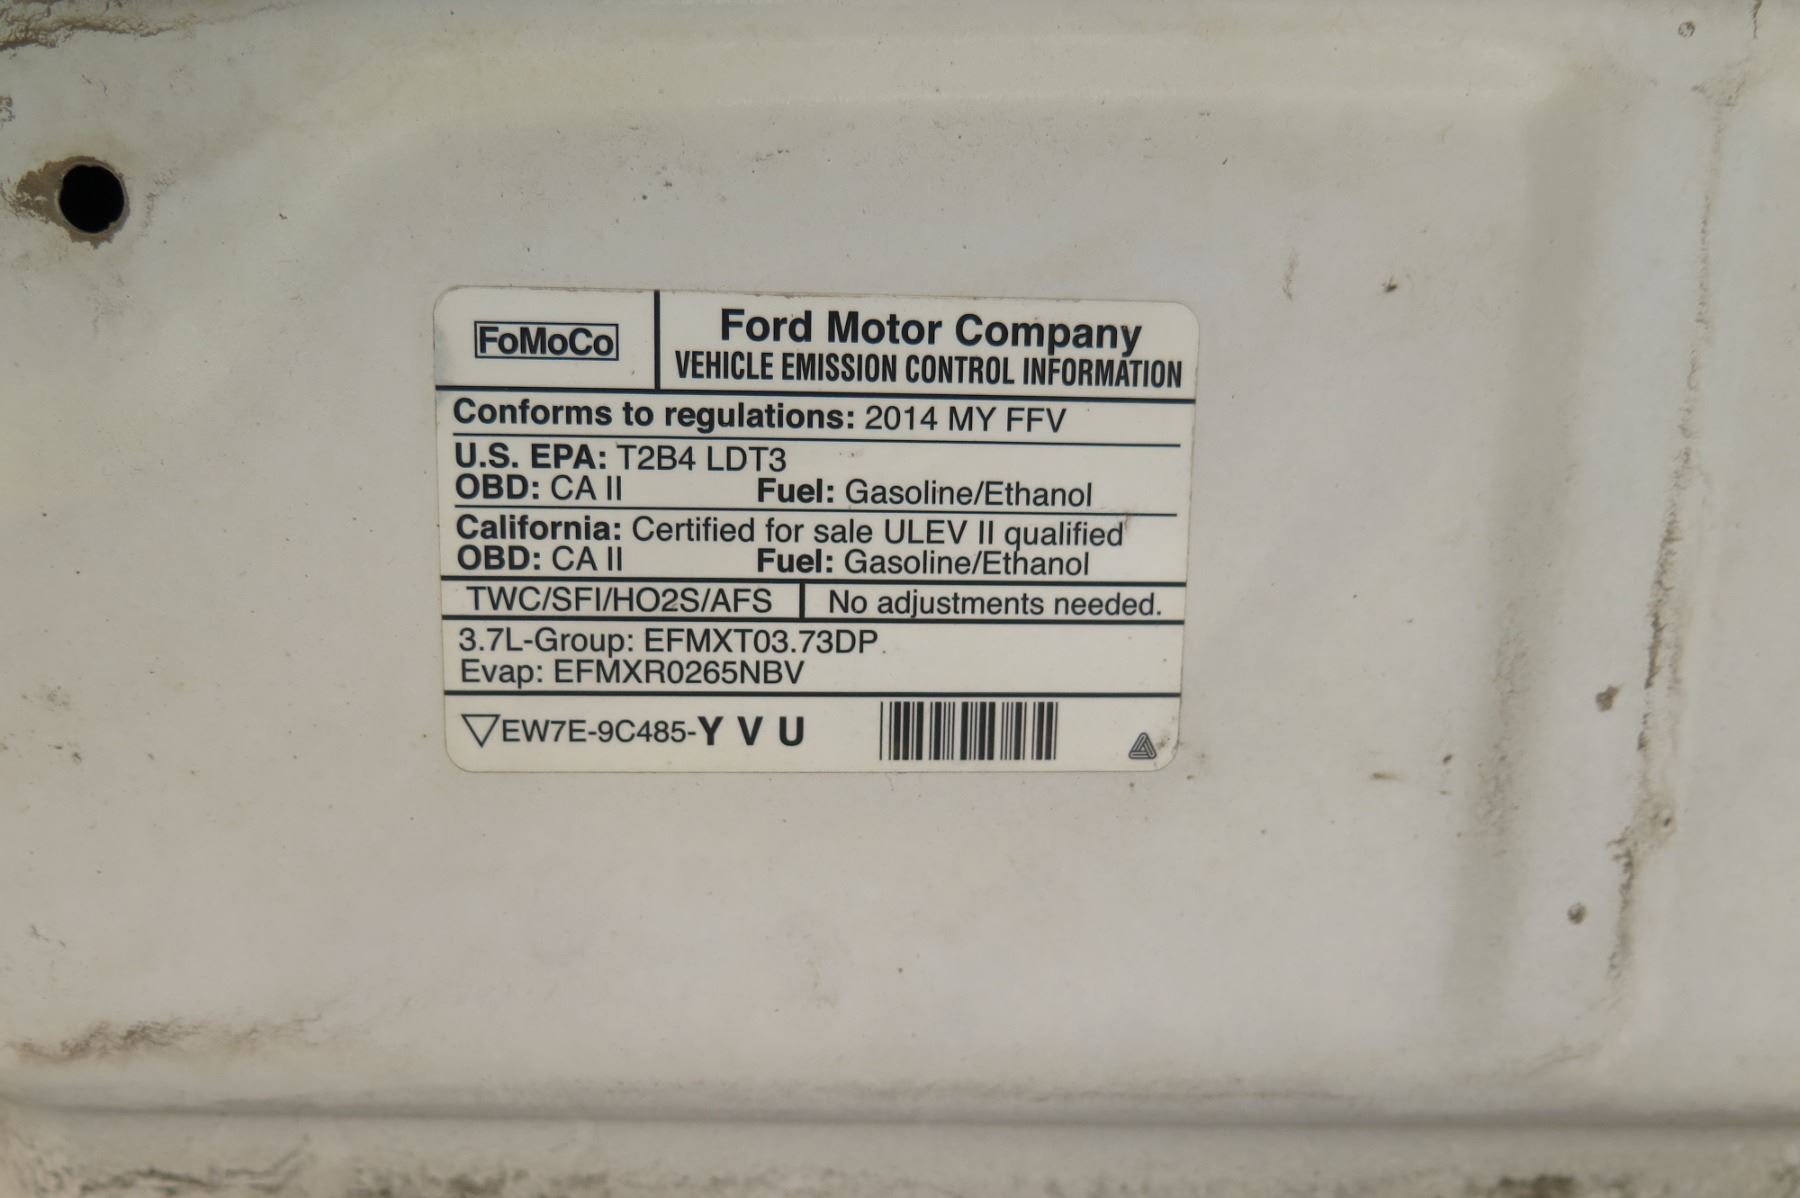 FoMoCo
Ford Motor Company
VEHICLE EMISSION CONTROL INFORMATION
Conforms to regulations: 2014 MY FFV
U.S. EPA: T2B4 LDT3
OBD: CA II Fuel: Gasoline/Ethanol
California: Certified for sale ULEV II qualified
OBD: CA II Fuel: Gasoline/Ethanol
TWC/SFI/HO2S/AFS No adjustments needed.
3.7L-Group: EFMXT03.73DP
Evap: EFMXR0265NBV
EW7E-9C485-Y V U